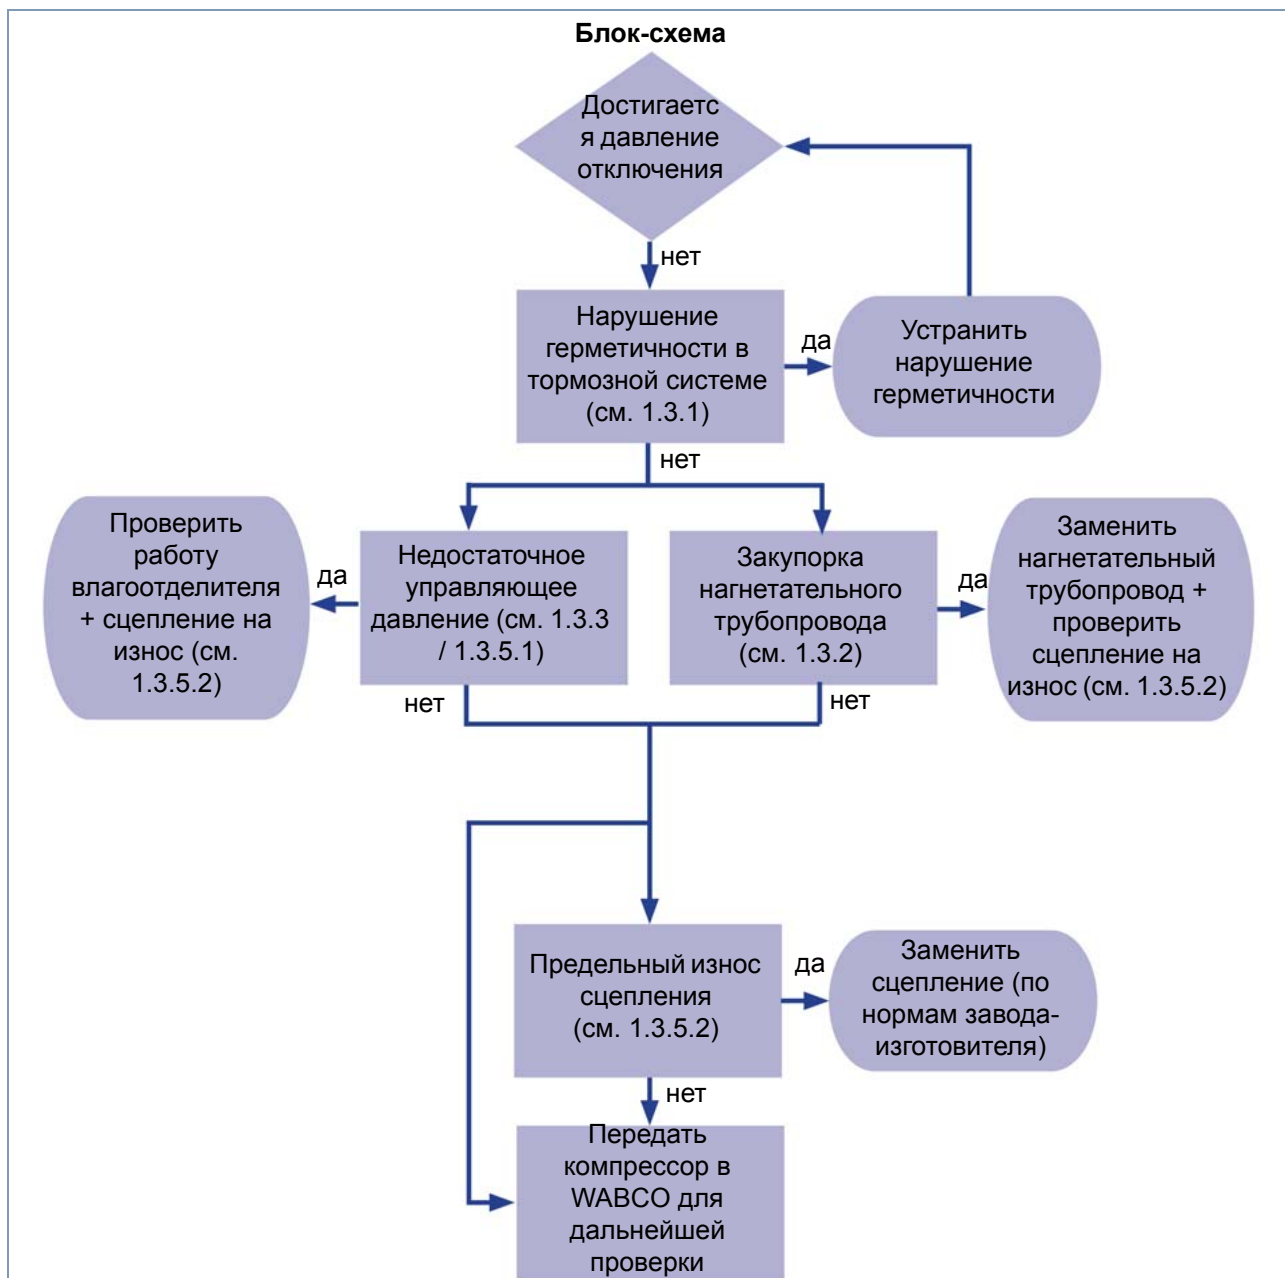 Блок-схема
Достигаетс
я давление
отключения
нет
Нарушение
герметичности в
тормозной системе
(см. 1.3.1)
да
Устранить
нарушение
герметичности
нет
Проверить
работу
влагоотделителя
+ сцепление на
износ (см.
1.3.5.2)
да
Недостаточное
управляющее
давление (см. 1.3.3
/ 1.3.5.1)
Закупорка
нагнетательного
трубопровода
(см. 1.3.2)
да
Заменить
нагнетательный
трубопровод +
проверить
сцепление на
износ (см. 1.3.5.2)
нет
нет
Предельный износ
сцепления
(см. 1.3.5.2)
да
Заменить
сцепление (по
нормам завода-
изготовителя)
нет
Передать
компрессор в
WABCO для
дальнейшей
проверки